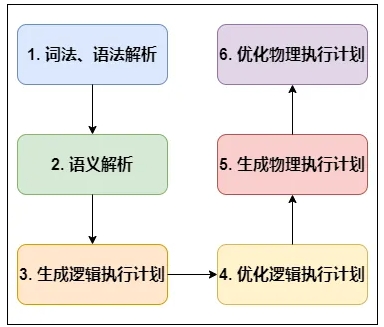 1. 词法、语法解析
2. 语义解析
3. 生成逻辑执行计划
4. 优化逻辑执行计划
5. 生成物理执行计划
6. 优化物理执行计划